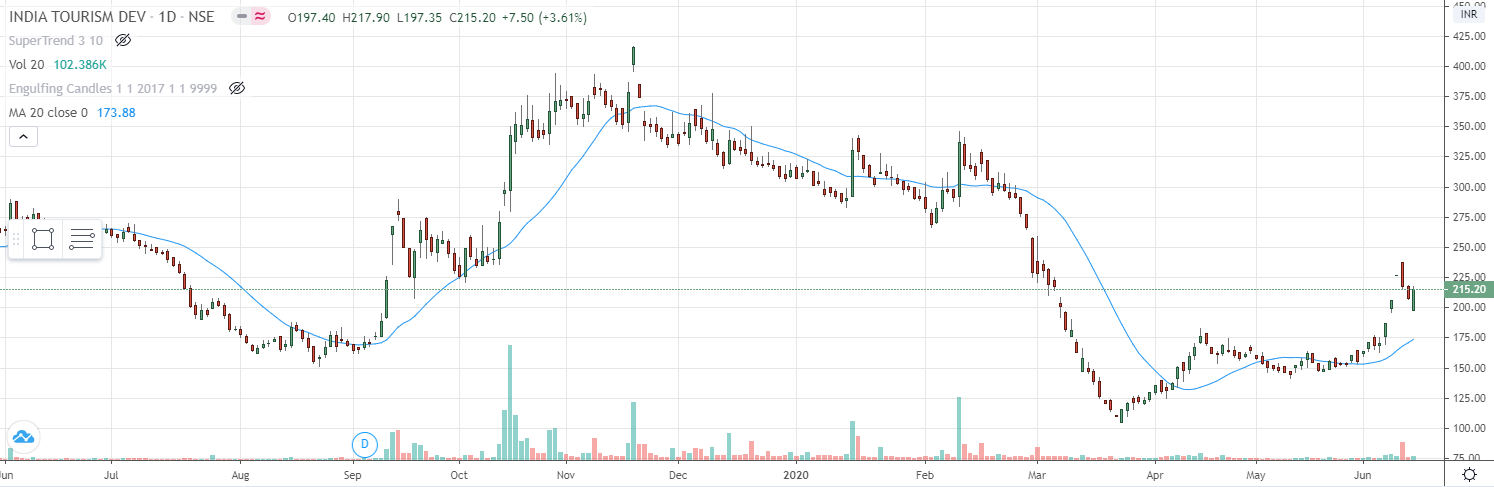 INDIA TOURISM DEV · 1D · NSE O197.40 H217.90 L197.35 C215.20 +7.50 (+3.61%)
INR
SuperTrend 3 10
Vol 20 102.386K
Engulfing Candles 1 1 2017 1 1 9999
MA 20 close 0 173.88
450.00
425.00
400.00
375.00
350.00
325.00
300.00
275.00
250.00
225.00
215.20
200.00
175.00
150.00
125.00
100.00
75.00
D
Jun Jul Aug Sep Oct Nov Dec 2020 Feb Mar Apr May Jun